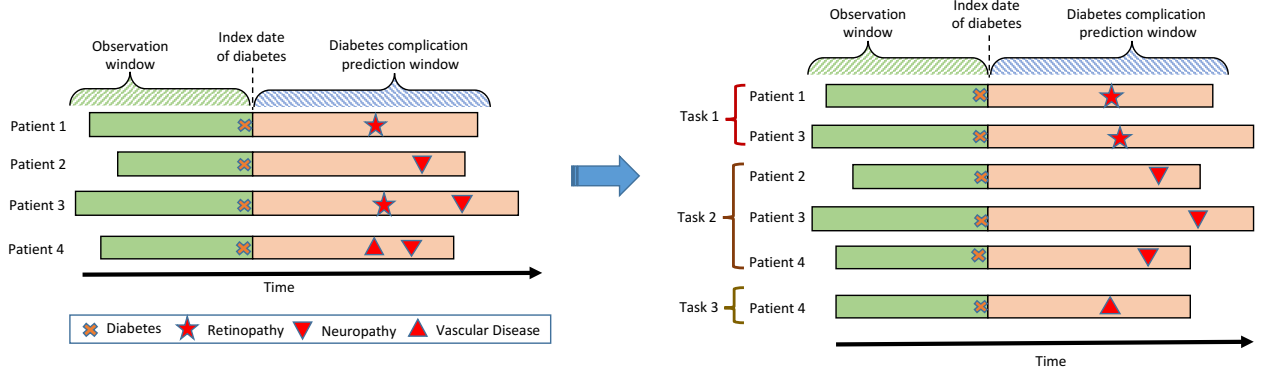 Observation
window
Index date
of diabetes
Diabetes complication
prediction window
Patient 1
Patient 2
Patient 3
Patient 4
Time
Diabetes
Retinopathy
Neuropathy
Vascular Disease
Observation
window
Index date
of diabetes
Diabetes complication
prediction window
Task 1
Patient 1
Patient 3
Task 2
Patient 2
Patient 3
Patient 4
Task 3
Patient 4
Time